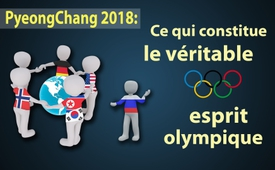 PyeongChang 2018:
Ce qui constitue
le véritable
esprit
olympique